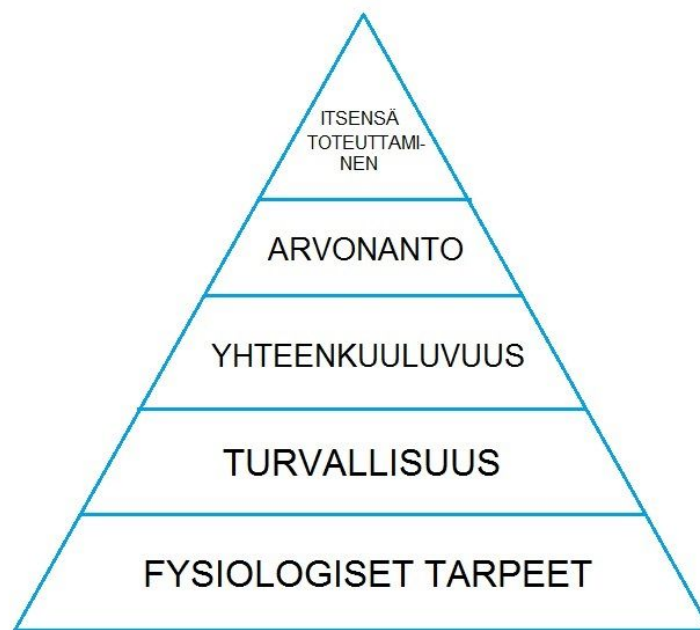 ITSENSÄ
TOTEUTTAMI-
NEN
ARVONANTO
YHTEENKUULUVUUS
TURVALLISUUS
FYSIOLOGISET TARPEET